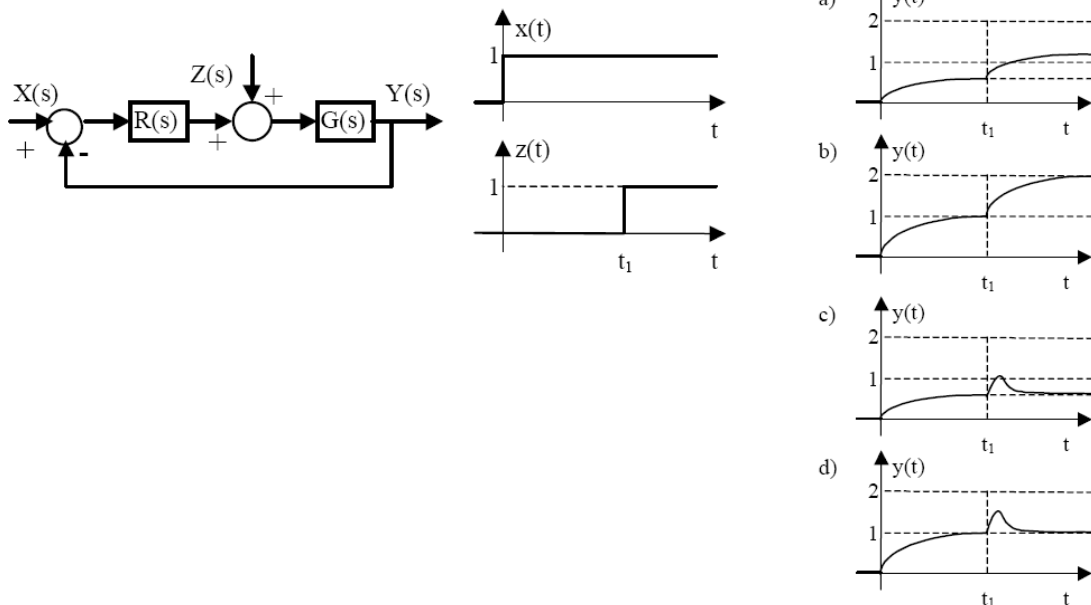 X(s)
+
-
R(s)
+
Z(s)
+
G(s)
Y(s)
x(t)
1
t
z(t)
1
t₁
t
a)
y(t)
2
1
t₁
t
b)
y(t)
2
1
t₁
t
c)
y(t)
2
1
t₁
t
d)
y(t)
2
1
t₁
t